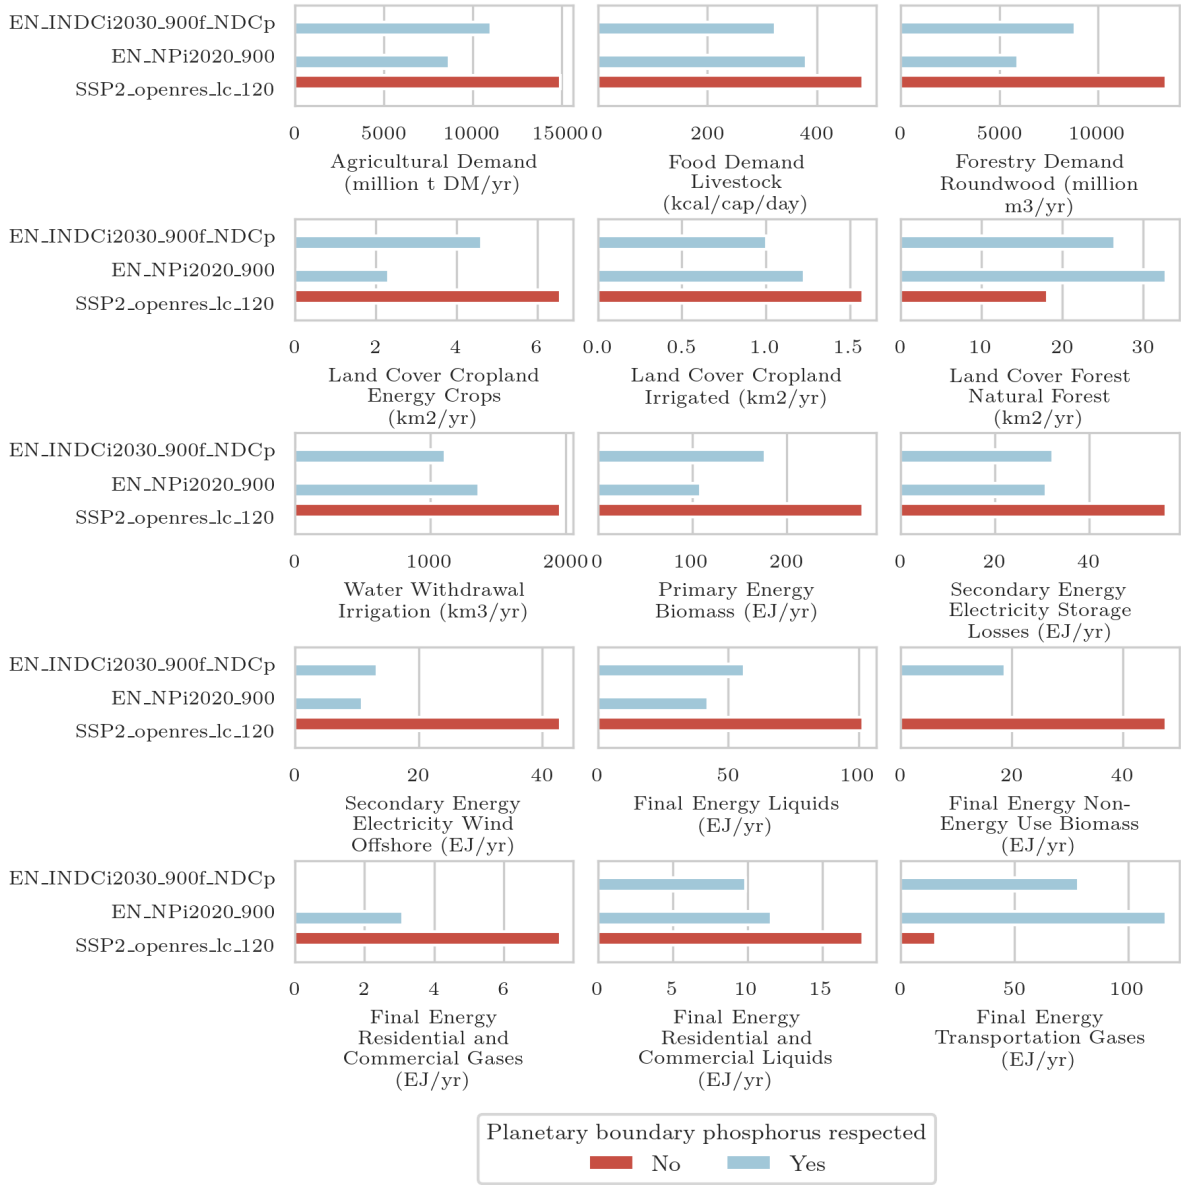 EN_INDCi2030_900f_NDCp
EN_NPi2020_900
SSP2_openres_lc_120
0 5000 10000 15000
Agricultural Demand
(million t DM/yr)
0 200 400
Food Demand
Livestock
(kcal/cap/day)
0 5000 10000
Forestry Demand
Roundwood (million
m3/yr)
EN_INDCi2030_900f_NDCp
EN_NPi2020_900
SSP2_openres_lc_120
0 2 4 6
Land Cover Cropland
Energy Crops
(km2/yr)
0.0 0.5 1.0 1.5
Land Cover Cropland
Irrigated (km2/yr)
0 10 20 30
Land Cover Forest
Natural Forest
(km2/yr)
EN_INDCi2030_900f_NDCp
EN_NPi2020_900
SSP2_openres_lc_120
0 1000 2000
Water Withdrawal
Irrigation (km3/yr)
0 100 200
Primary Energy
Biomass (EJ/yr)
0 20 40
Secondary Energy
Electricity Storage
Losses (EJ/yr)
EN_INDCi2030_900f_NDCp
EN_NPi2020_900
SSP2_openres_lc_120
0 20 40
Secondary Energy
Electricity Wind
Offshore (EJ/yr)
0 50 100
Final Energy Liquids
(EJ/yr)
0 20 40
Final Energy Non-
Energy Use Biomass
(EJ/yr)
EN_INDCi2030_900f_NDCp
EN_NPi2020_900
SSP2_openres_lc_120
0 2 4 6
Final Energy
Residential and
Commercial Gases
(EJ/yr)
0 5 10 15
Final Energy
Residential and
Commercial Liquids
(EJ/yr)
0 50 100
Final Energy
Transportation Gases
(EJ/yr)
Planetary boundary phosphorus respected
No Yes